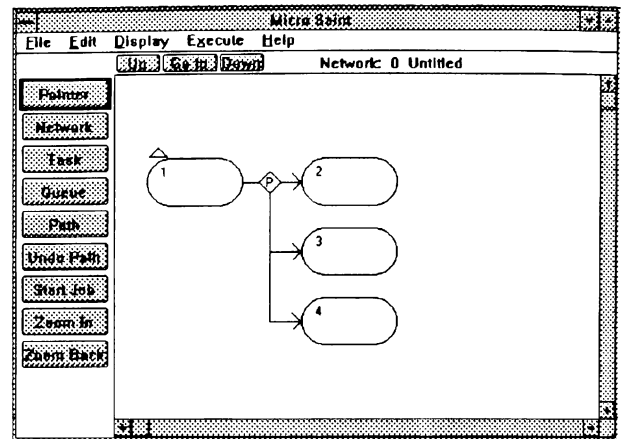 Micro Saint
File Edit Display Execute Help
Up Go to Down Network: 0 Untitled
Pointer
Network
Task
Queue
Path
Undo Path
Start Job
Zoom In
Zoom Back
1
P
2
3
4